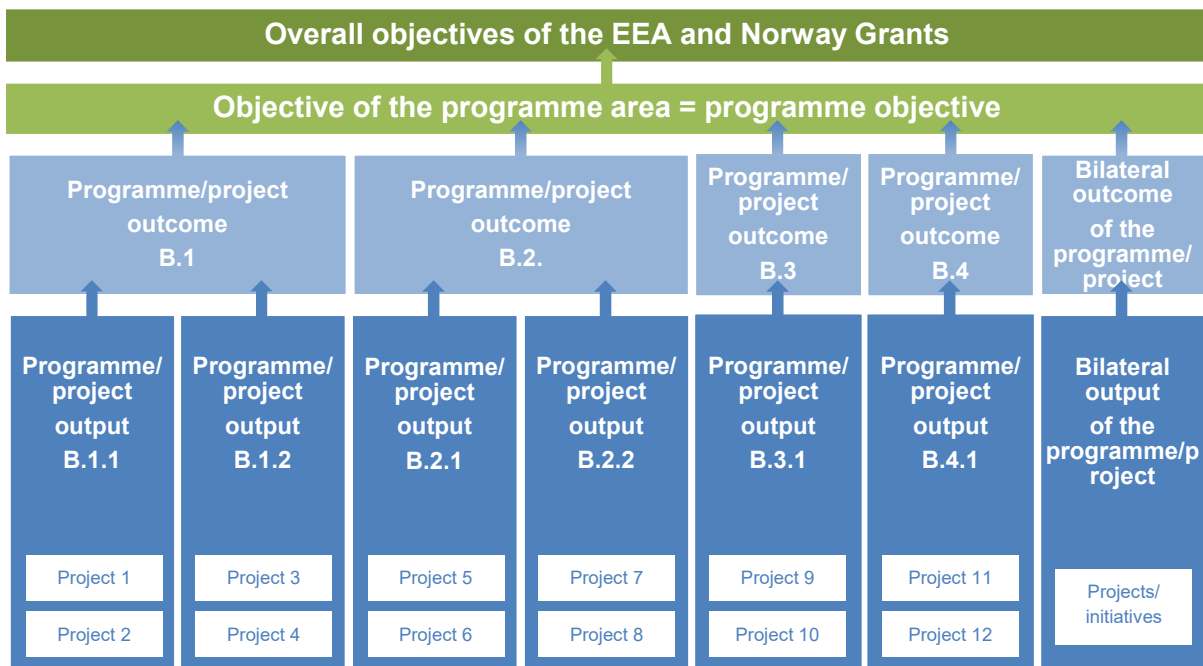 Overall objectives of the EEA and Norway Grants
Objective of the programme area = programme objective
Programme/project
outcome
B.1
Programme/project
outcome
B.2.
Programme/
project
outcome
B.3
Programme/
project
outcome
B.4
Bilateral
outcome
of the
programme/
project
Programme/
project
output
B.1.1
Programme/
project
output
B.1.2
Programme/
project
output
B.2.1
Programme/
project
output
B.2.2
Programme/
project
output
B.3.1
Programme/
project
output
B.4.1
Bilateral
output
of the
programme/p
roject
Project 1
Project 3
Project 5
Project 7
Project 9
Project 11
Projects/
initiatives
Project 2
Project 4
Project 6
Project 8
Project 10
Project 12